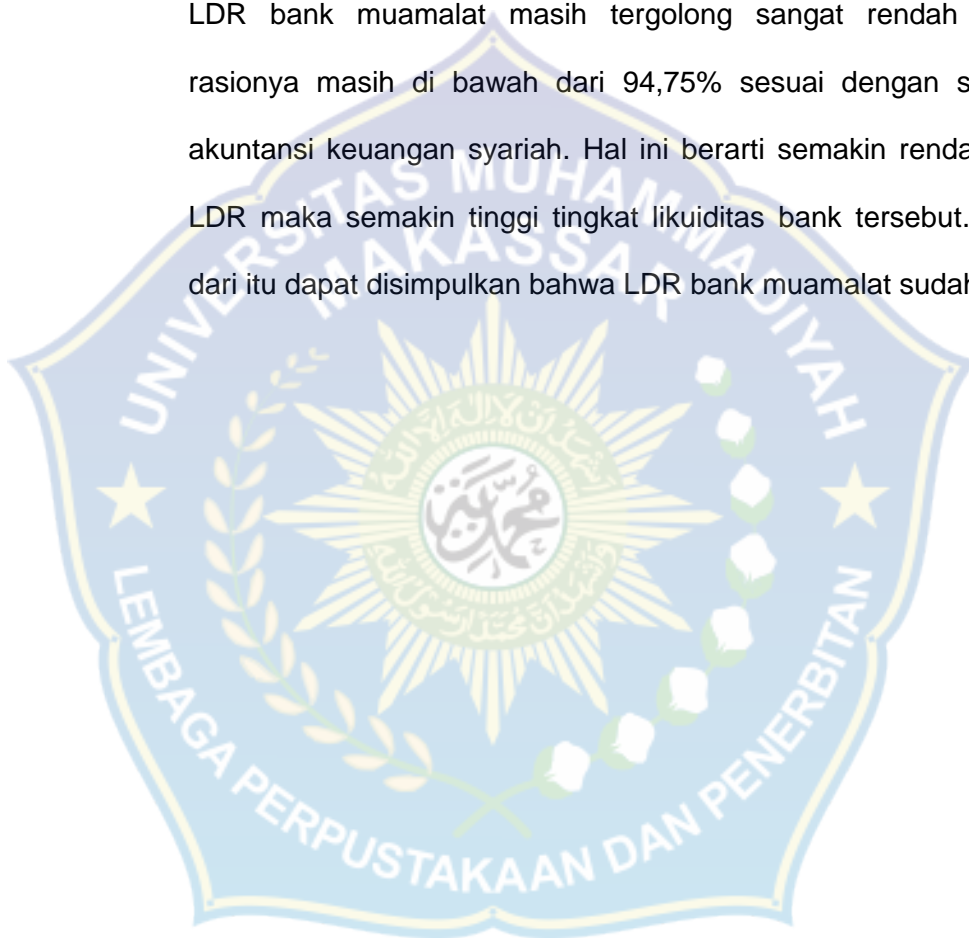 LDR bank muamalat masih tergolong sangat rendah
rasionya masih di bawah dari 94,75% sesuai dengan s
akuntansi keuangan syariah. Hal ini berarti semakin renda
LDR maka semakin tinggi tingkat likuiditas bank tersebut.
dari itu dapat disimpulkan bahwa LDR bank muamalat sudah
UNIVERSITAS MUHAMMADIYAH
MAKASSAR
محمدية
LEMBAGA PERPUSTAKAAN DAN PENERBITAN